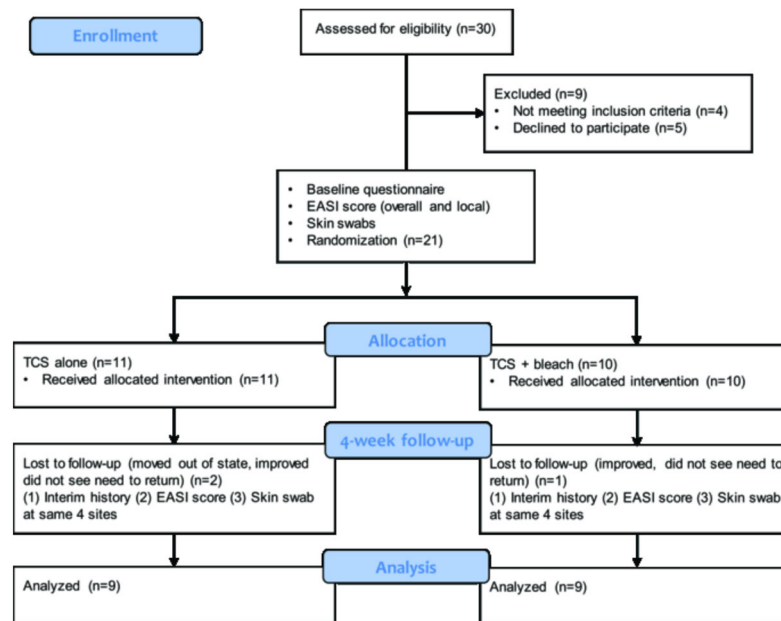 Enrollment
Assessed for eligibility (n=30)
Excluded (n=9)
• Not meeting inclusion criteria (n=4)
• Declined to participate (n=5)
• Baseline questionnaire
• EASI score (overall and local)
• Skin swabs
• Randomization (n=21)
Allocation
TCS alone (n=11)
• Received allocated intervention (n=11)
TCS + bleach (n=10)
• Received allocated intervention (n=10)
4-week follow-up
Lost to follow-up (moved out of state, improved
did not see need to return) (n=2)
(1) Interim history (2) EASI score (3) Skin swab
at same 4 sites
Lost to follow-up (improved, did not see need to
return) (n=1)
(1) Interim history (2) EASI score (3) Skin swab
at same 4 sites
Analysis
Analyzed (n=9)
Analyzed (n=9)